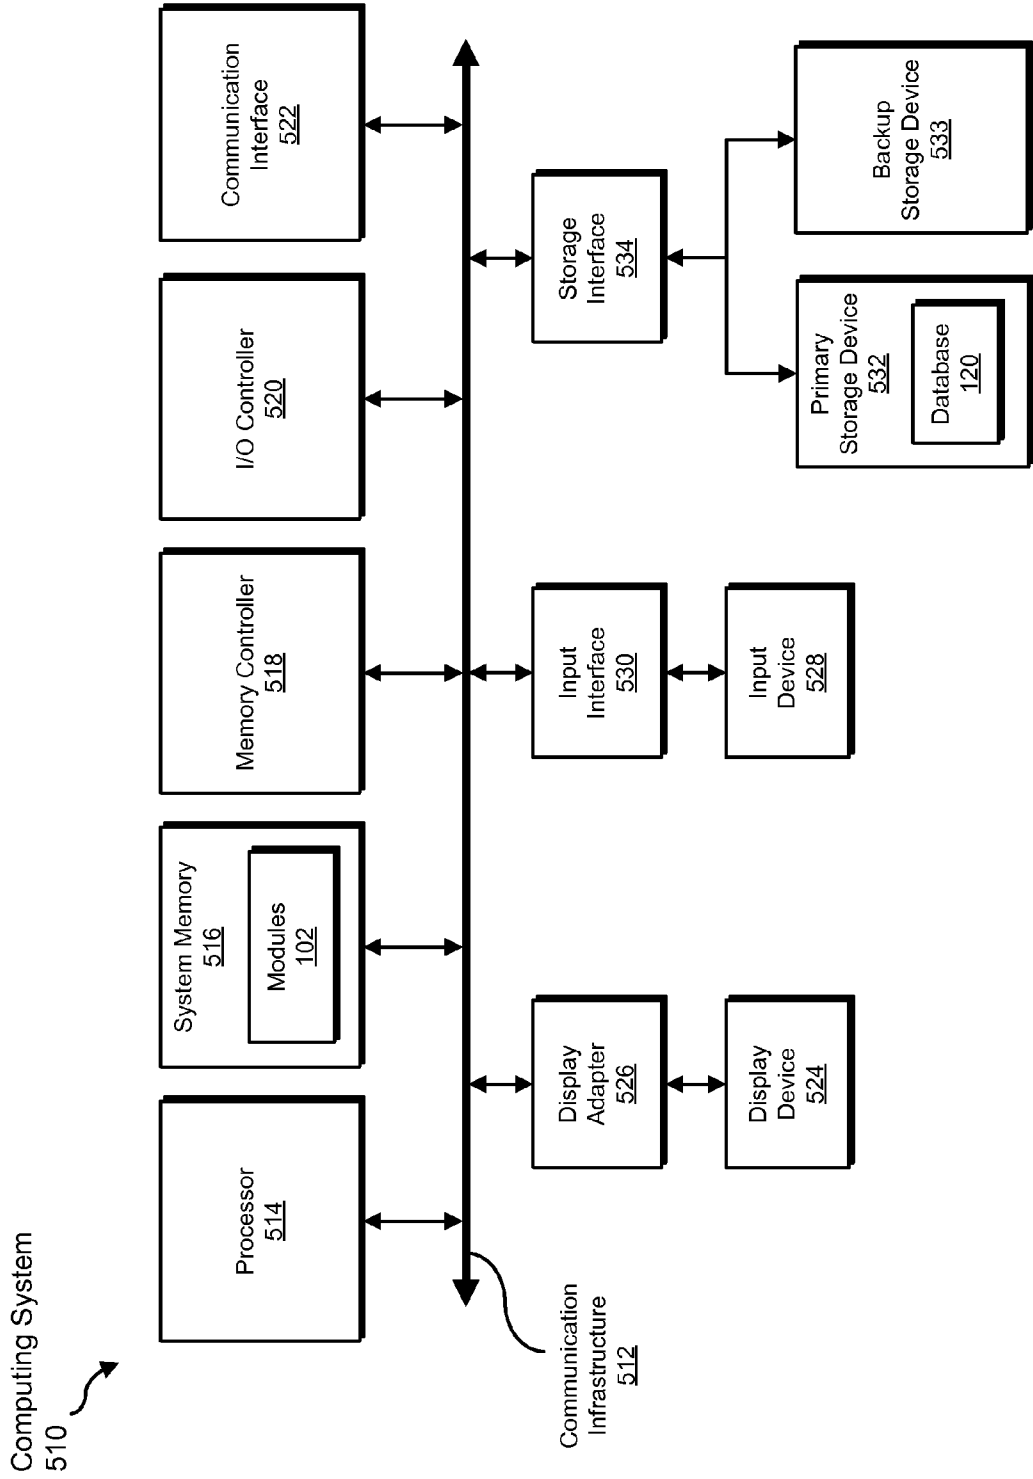 Computing System
510
Processor
514
System Memory
516
Modules
102
Memory Controller
518
I/O Controller
520
Communication
Interface
522
Communication
Infrastructure
512
Display
Adapter
526
Input
Interface
530
Storage
Interface
534
Display
Device
524
Input
Device
528
Primary
Storage Device
532
Database
120
Backup
Storage Device
533